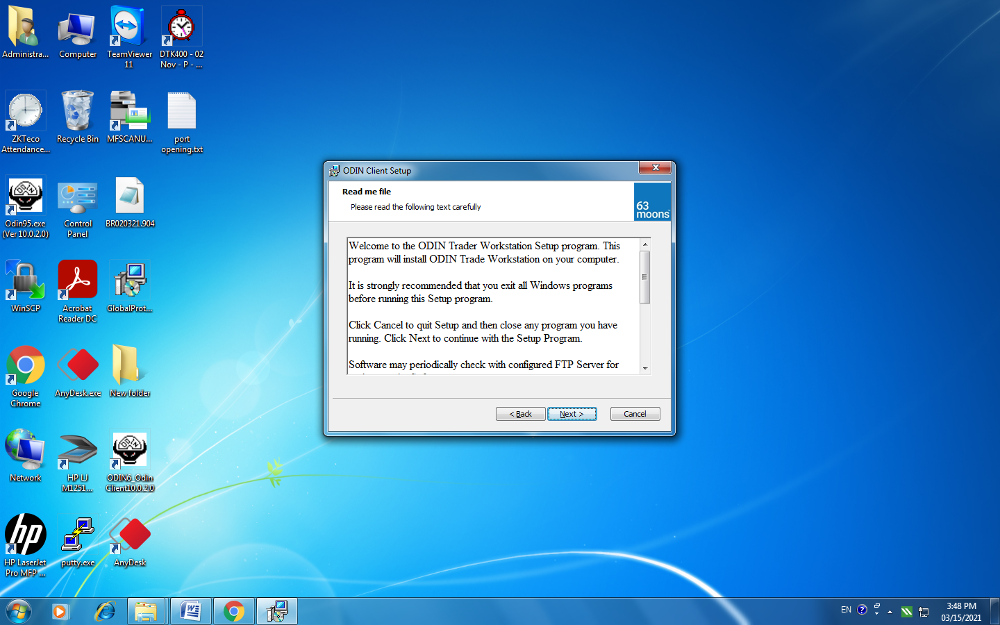 Administra...
Computer
TeamViewer
11
DTK400 - 02
Nov - P - ...
ZKTeco
Attendance...
Recycle Bin
MFSCANU...
port
opening.txt
Odin95.exe
(Ver 10.0.2.0)
Control
Panel
BR020321.904
WinSCP
Acrobat
Reader DC
GlobalProt...
Google
Chrome
AnyDesk.exe
New folder
Network
HP LJ
M1251...
ODIN6_Odin
Client10.0.2.0
hp
HP LaserJet
Pro MFP ...
putty.exe
AnyDesk
ODIN Client Setup
Read me file
Please read the following text carefully
63
moons
Welcome to the ODIN Trader Workstation Setup program. This
program will install ODIN Trade Workstation on your computer.
It is strongly recommended that you exit all Windows programs
before running this Setup program.
Click Cancel to quit Setup and then close any program you have
running. Click Next to continue with the Setup Program.
Software may periodically check with configured FTP Server for
< Back
Next >
Cancel
EN
3:48 PM
03/15/2021